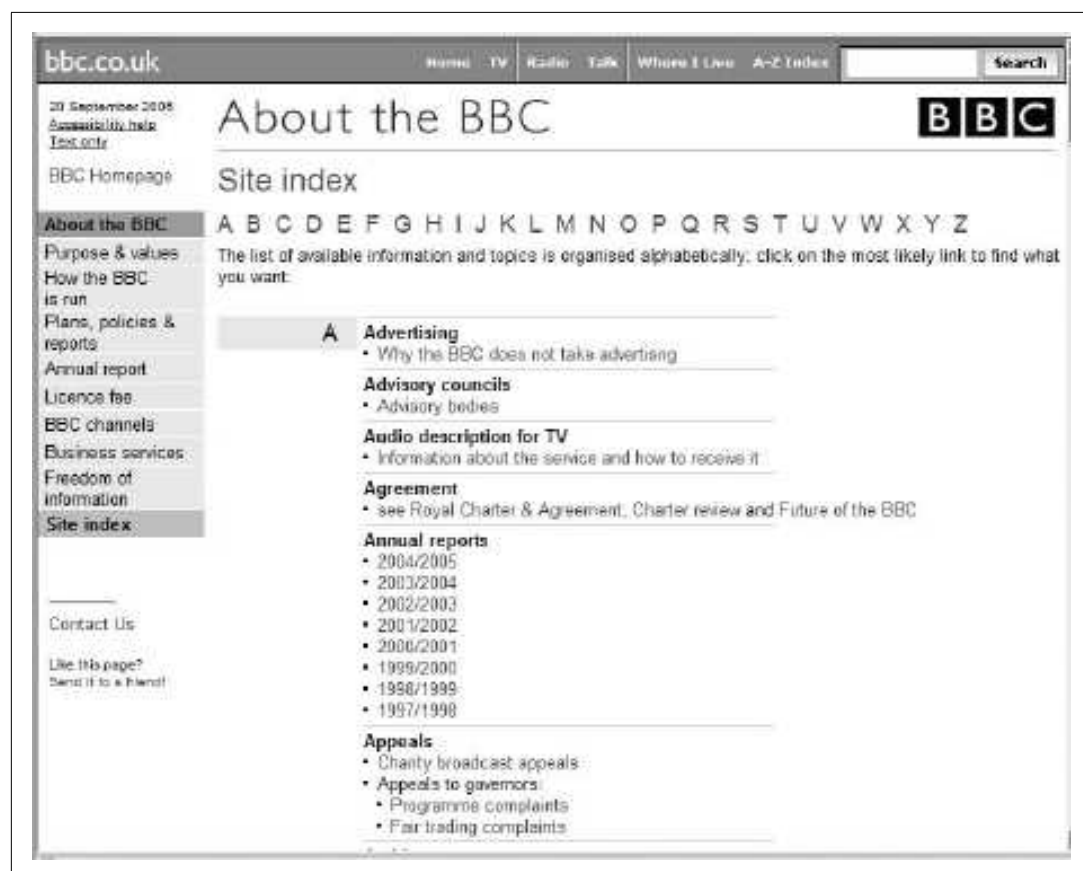 bbc.co.uk
Home TV Radio Talk Where I Live A-Z Index Search
20 September 2005
Accessibility help
Text only
BBC Homepage
About the BBC
Purpose & values
How the BBC
is run
Plans, policies &
reports
Annual report
Licence fee
BBC channels
Business services
Freedom of
information
Site index
Contact Us
Like this page?
Send it to a friend!
About the BBC
BBC
Site index
A B C D E F G H I J K L M N O P Q R S T U V W X Y Z
The list of available information and topics is organised alphabetically: click on the most likely link to find what
you want:
A
Advertising
• Why the BBC does not take advertising
Advisory councils
• Advisory bodies
Audio description for TV
• Information about the service and how to receive it
Agreement
• see Royal Charter & Agreement, Charter review and Future of the BBC
Annual reports
• 2004/2005
• 2003/2004
• 2002/2003
• 2001/2002
• 2000/2001
• 1999/2000
• 1998/1999
• 1997/1998
Appeals
• Charity broadcast appeals
• Appeals to governors:
• Programme complaints
• Fair trading complaints